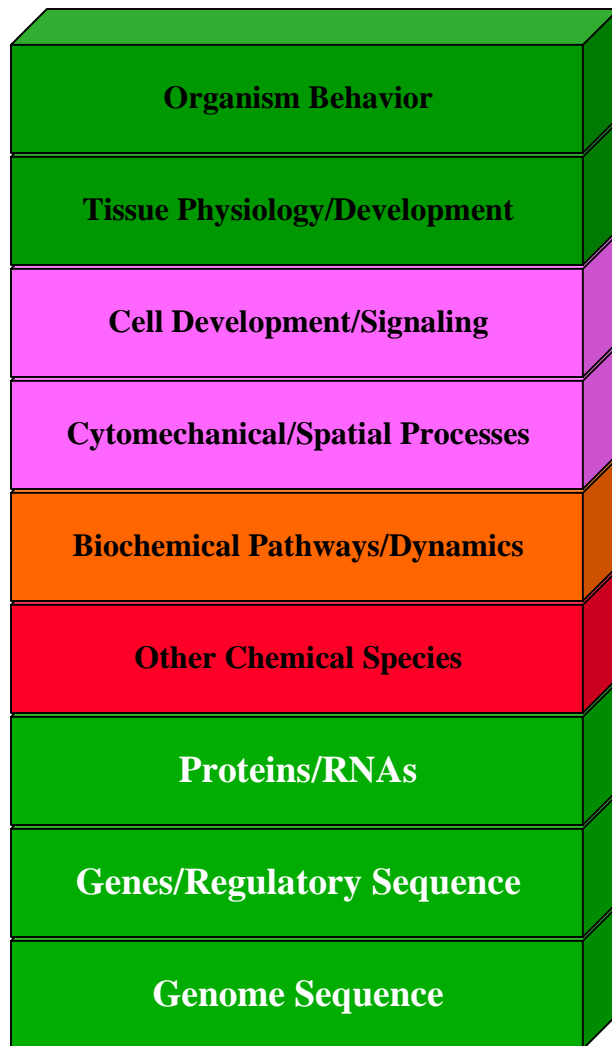 Organism Behavior
Tissue Physiology/Development
Cell Development/Signaling
Cytomechanical/Spatial Processes
Biochemical Pathways/Dynamics
Other Chemical Species
Proteins/RNAs
Genes/Regulatory Sequence
Genome Sequence